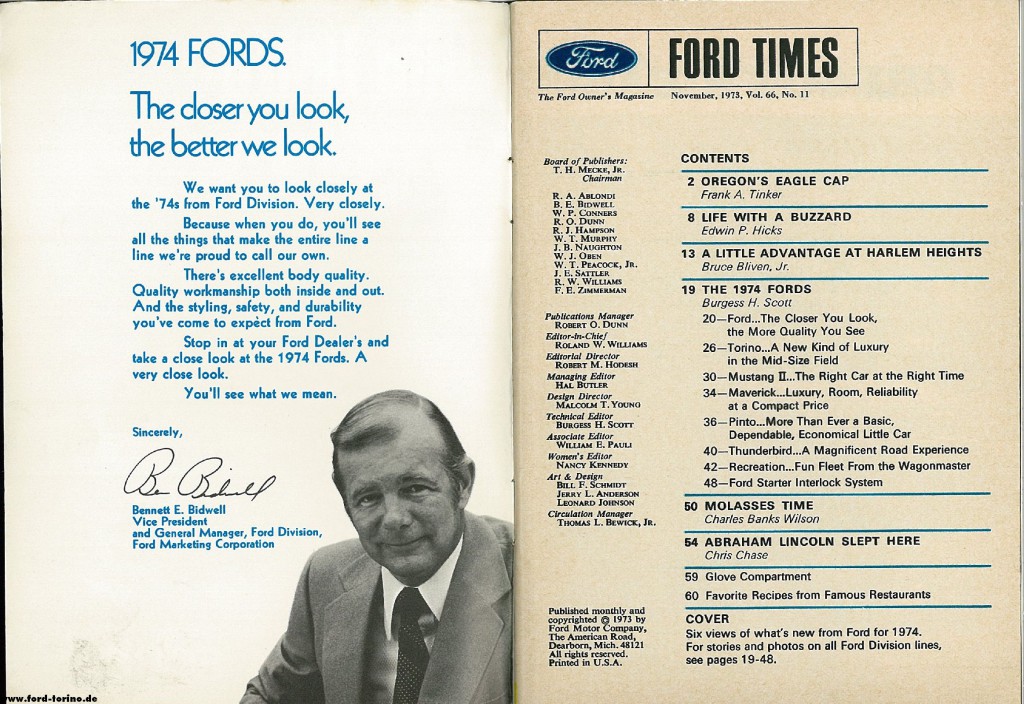 1974 FORDS.
The closer you look,
the better we look.
We want you to look closely at
the '74s from Ford Division. Very closely.
Because when you do, you'll see
all the things that make the entire line a
line we're proud to call our own.
There's excellent body quality.
Quality workmanship both inside and out.
And the styling, safety, and durability
you've come to expect from Ford.
Stop in at your Ford Dealer's and
take a close look at the 1974 Fords. A
very close look.
You'll see what we mean.
Sincerely,
Ben Bidwell
Bennett E. Bidwell
Vice President
and General Manager, Ford Division,
Ford Marketing Corporation
www.ford-torino.de
Ford
FORD TIMES
The Ford Owner's Magazine November, 1973, Vol. 66, No. 11
Board of Publishers:
T. H. MECKE, JR.
Chairman
R. A. ABLONDI
B. E. BIDWELL
W. P. CONNERS
R. O. DUNN
R. J. HAMPSON
W. T. MURPHY
J. B. NAUGHTON
W. J. OBEN
W. T. PEACOCK, JR.
J. E. SATTLER
R. W. WILLIAMS
F. E. ZIMMERMAN
Publications Manager
ROBERT O. DUNN
Editor-in-Chief
ROLAND W. WILLIAMS
Editorial Director
ROBERT M. HODESH
Managing Editor
HAL BUTLER
Design Director
MALCOLM T. YOUNG
Technical Editor
BURGESS H. SCOTT
Associate Editor
WILLIAM E. PAULI
Women's Editor
NANCY KENNEDY
Art & Design
BILL F. SCHMIDT
JERRY L. ANDERSON
LEONARD JOHNSON
Circulation Manager
THOMAS L. BEWICK, JR.
Published monthly and
copyrighted © 1973 by
Ford Motor Company,
The American Road,
Dearborn, Mich. 48121
All rights reserved.
Printed in U.S.A.
CONTENTS
2 OREGON'S EAGLE CAP
Frank A. Tinker
8 LIFE WITH A BUZZARD
Edwin P. Hicks
13 A LITTLE ADVANTAGE AT HARLEM HEIGHTS
Bruce Bliven, Jr.
19 THE 1974 FORDS
Burgess H. Scott
20—Ford...The Closer You Look,
the More Quality You See
26—Torino...A New Kind of Luxury
in the Mid-Size Field
30—Mustang II...The Right Car at the Right Time
34—Maverick...Luxury, Room, Reliability
at a Compact Price
36—Pinto...More Than Ever a Basic,
Dependable, Economical Little Car
40—Thunderbird...A Magnificent Road Experience
42—Recreation...Fun Fleet From the Wagonmaster
48—Ford Starter Interlock System
50 MOLASSES TIME
Charles Banks Wilson
54 ABRAHAM LINCOLN SLEPT HERE
Chris Chase
59 Glove Compartment
60 Favorite Recipes from Famous Restaurants
COVER
Six views of what's new from Ford for 1974.
For stories and photos on all Ford Division lines,
see pages 19-48.